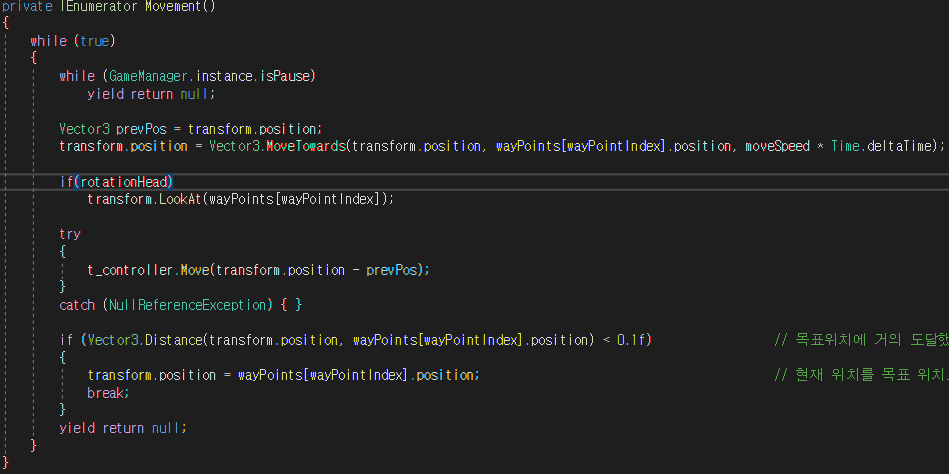 private IEnumerator Movement()
{
while (true)
{
while (GameManager.instance.isPause)
yield return null;
Vector3 prevPos = transform.position;
transform.position = Vector3.MoveTowards(transform.position, wayPoints[wayPointIndex].position, moveSpeed * Time.deltaTime);
if(rotationHead)
transform.LookAt(wayPoints[wayPointIndex]);
try
{
t_controller.Move(transform.position - prevPos);
}
catch (NullReferenceException) { }
if (Vector3.Distance(transform.position, wayPoints[wayPointIndex].position) < 0.1f) // 목표위치에 거의 도달했
{
transform.position = wayPoints[wayPointIndex].position; // 현재 위치를 목표 위치
break;
}
yield return null;
}
}